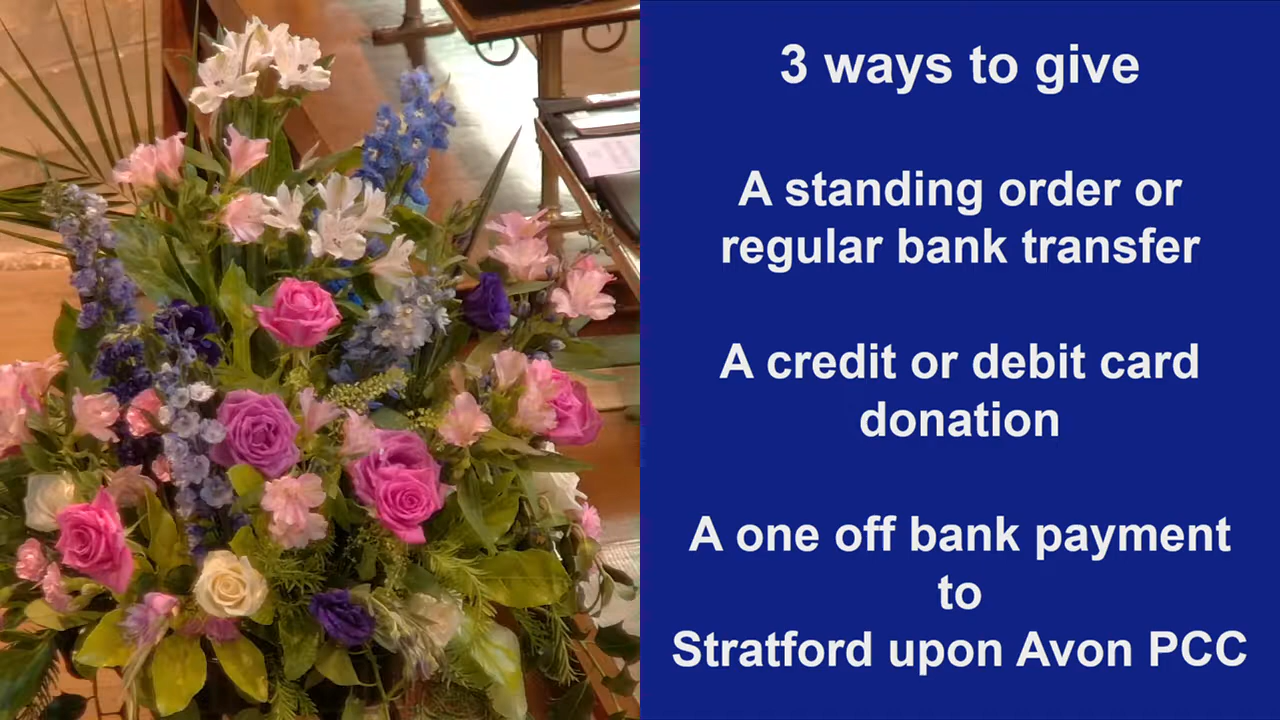 3 ways to give
A standing order or
regular bank transfer
A credit or debit card
donation
A one off bank payment
to
Stratford upon Avon PCC